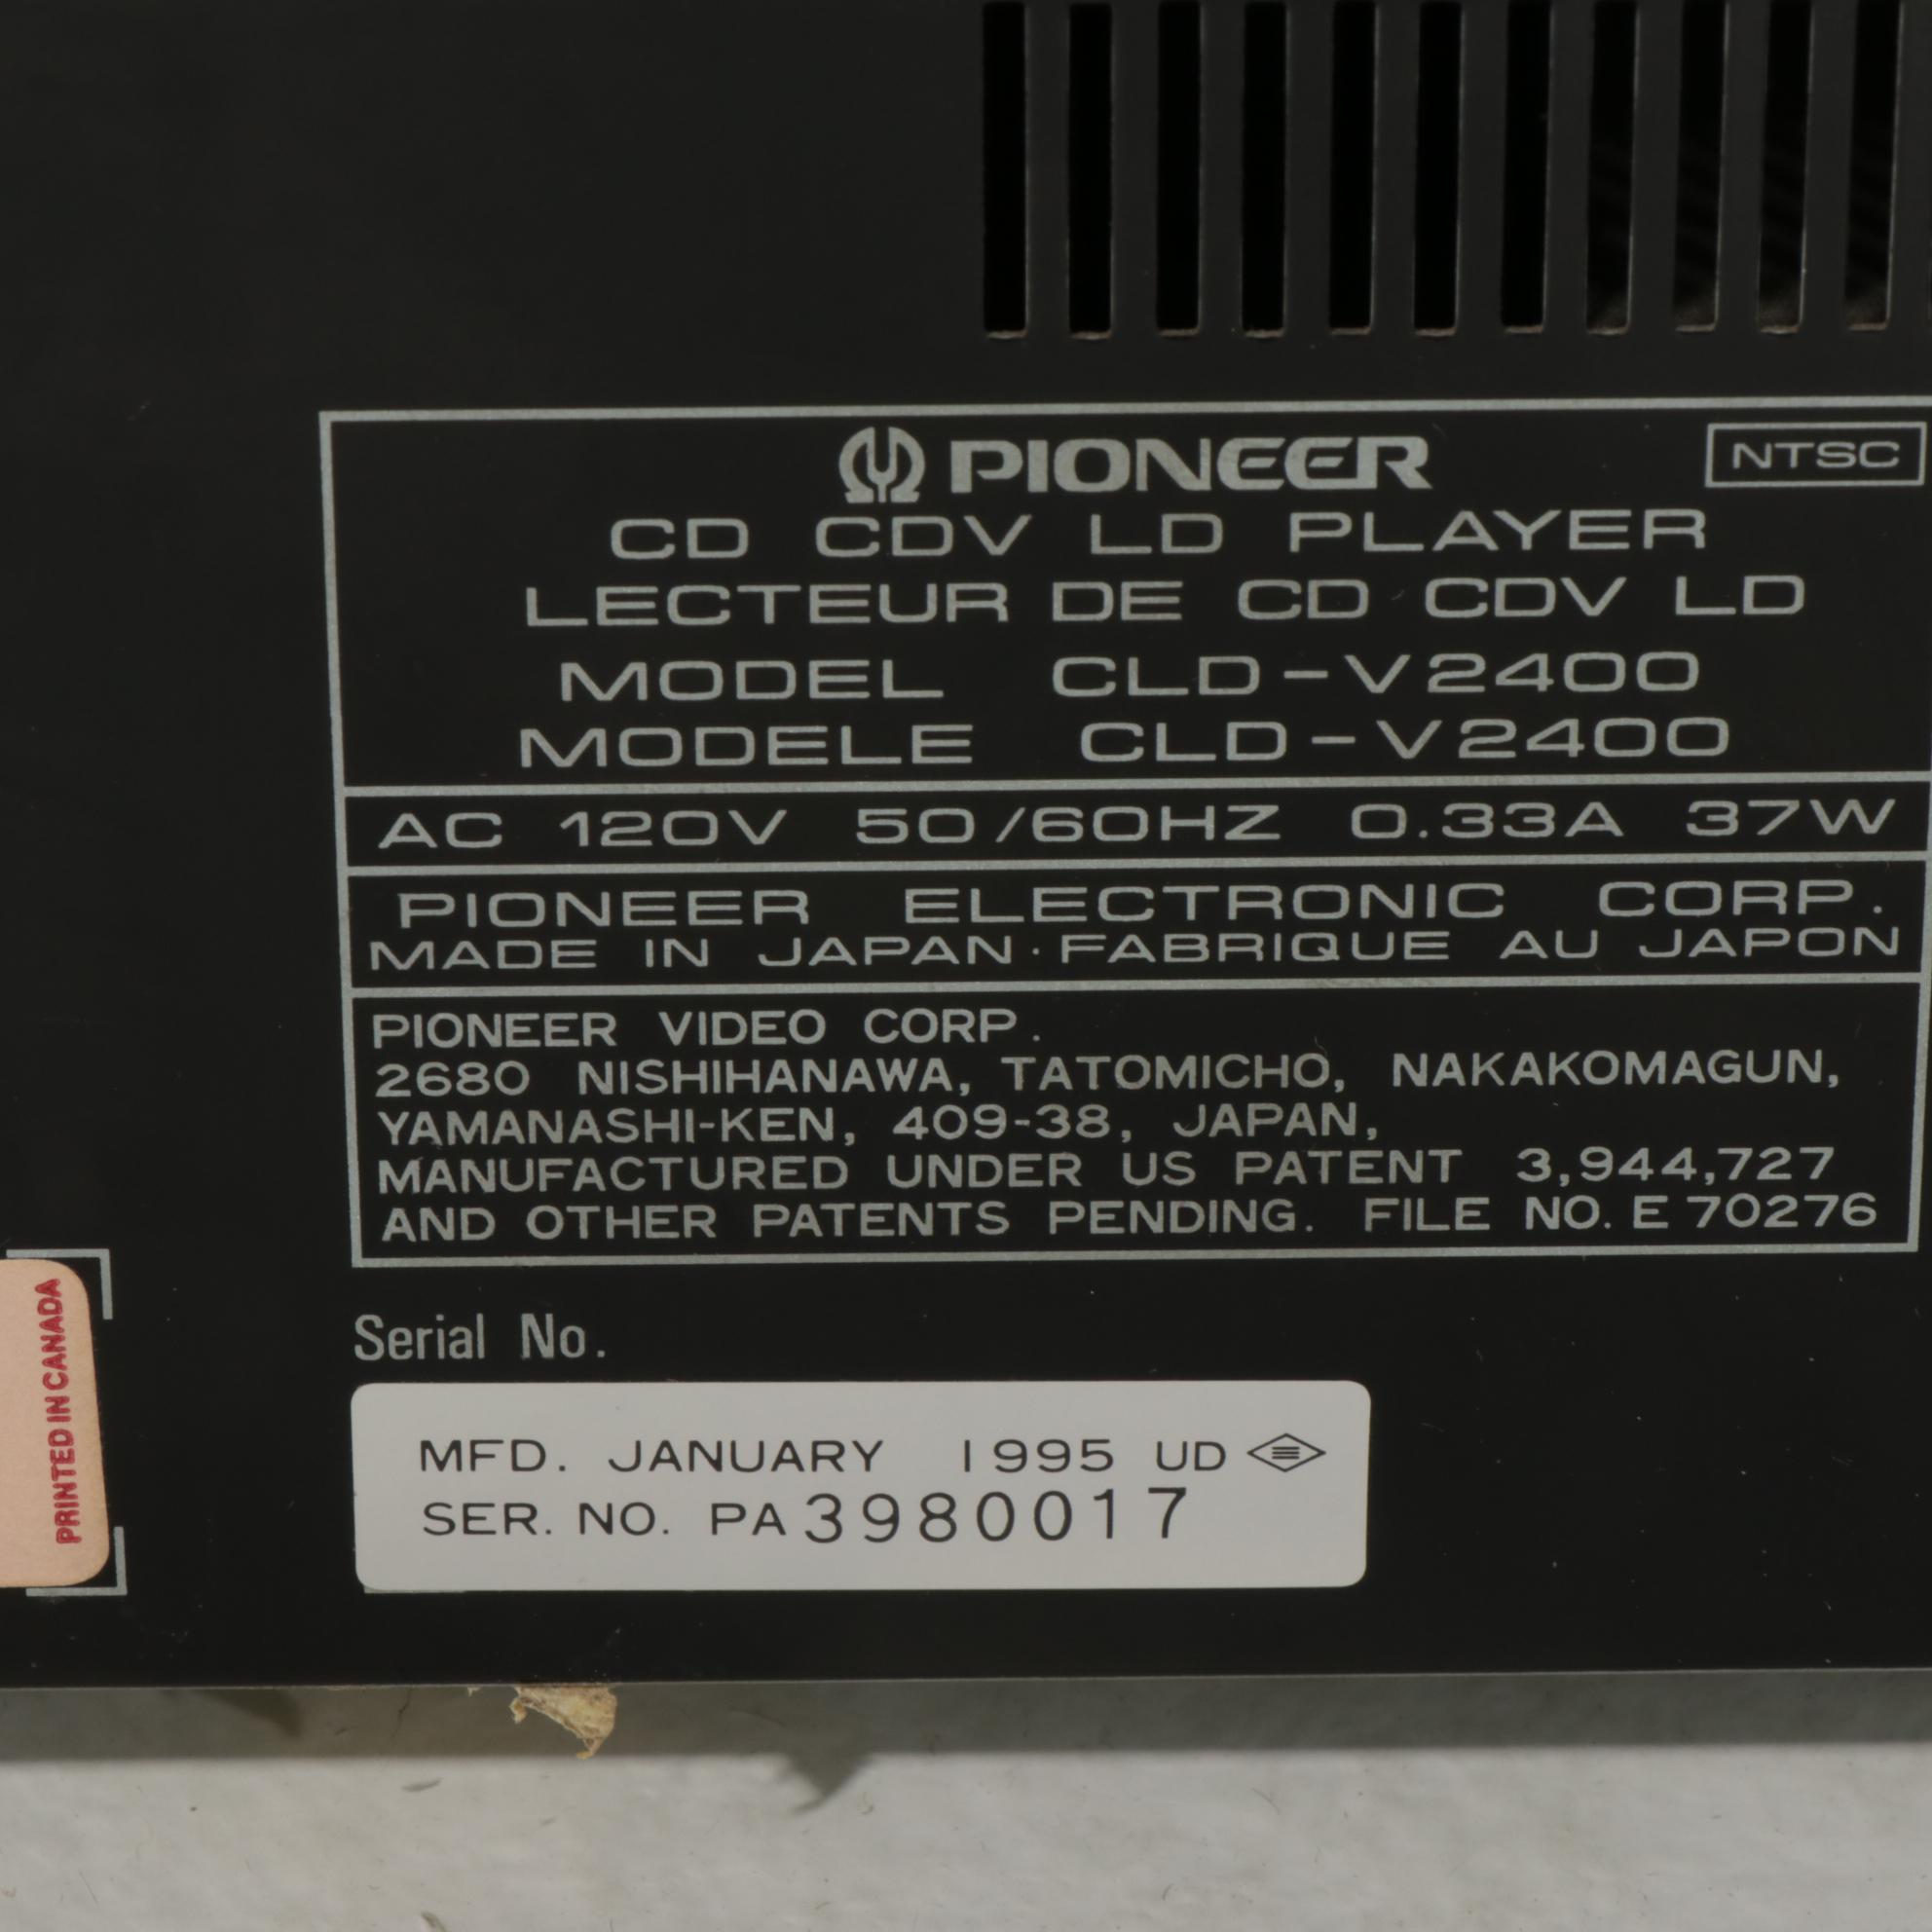 PIONEER
NTSC
CD CDV LD PLAYER
LECTEUR DE CD CDV LD
MODEL CLD-V2400
MODELE CLD-V2400
AC 120V 50/60HZ 0.33A 37W
PIONEER ELECTRONIC CORP.
MADE IN JAPAN·FABRIQUE AU JAPON
PIONEER VIDEO CORP.
2680 NISHIHANAWA, TATOMICHO, NAKAKOMAGUN,
YAMANASHI-KEN, 409-38, JAPAN,
MANUFACTURED UNDER US PATENT 3,944,727
AND OTHER PATENTS PENDING. FILE NO. E 70276
PRINTED IN CANADA
Serial No.
MFD. JANUARY 1995 UD
SER. NO. PA3980017